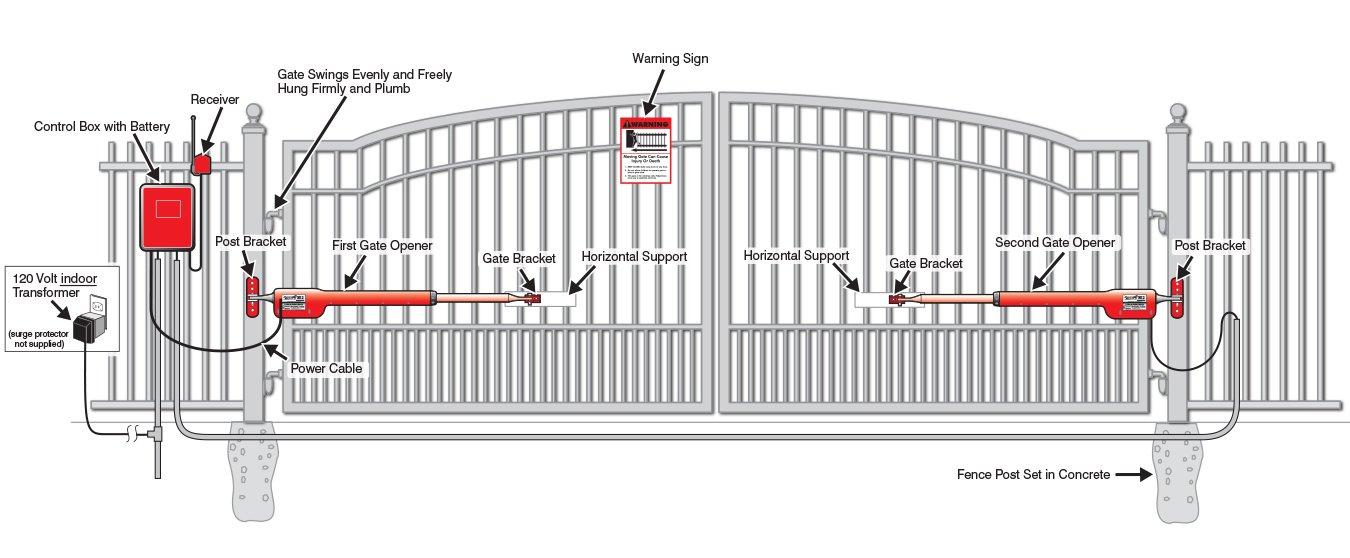 Warning Sign
Gate Swings Evenly and Freely
Hung Firmly and Plumb
Receiver
Control Box with Battery
WARNING
Moving Gate Can Cause
Injury Or Death
Post Bracket
First Gate Opener
Gate Bracket
Horizontal Support
Horizontal Support
Gate Bracket
Second Gate Opener
Post Bracket
120 Volt indoor
Transformer
(surge protector
not supplied)
Power Cable
Fence Post Set in Concrete